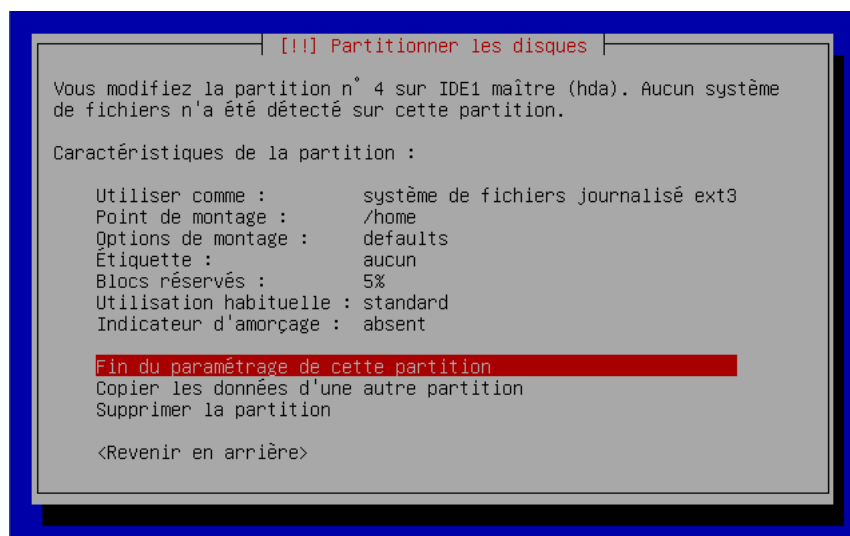 [!!] Partitionner les disques
Vous modifiez la partition n° 4 sur IDE1 maître (hda). Aucun système
de fichiers n'a été détecté sur cette partition.
Caractéristiques de la partition :
Utiliser comme : système de fichiers journalisé ext3
Point de montage : /home
Options de montage : defaults
Étiquette : aucun
Blocs réservés : 5%
Utilisation habituelle : standard
Indicateur d'amorçage : absent
Fin du paramétrage de cette partition
Copier les données d'une autre partition
Supprimer la partition
<Revenir en arrière>